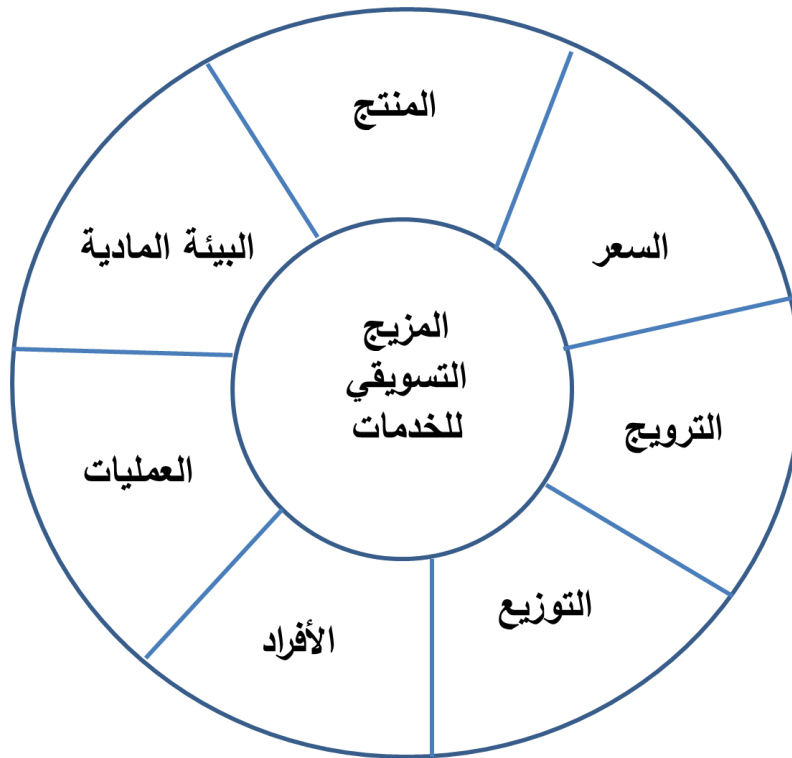 المنتج
السعر
البيئة المادية
المزيج
التسويقي
للخدمات
الترويج
العمليات
التوزيع
الأفراد